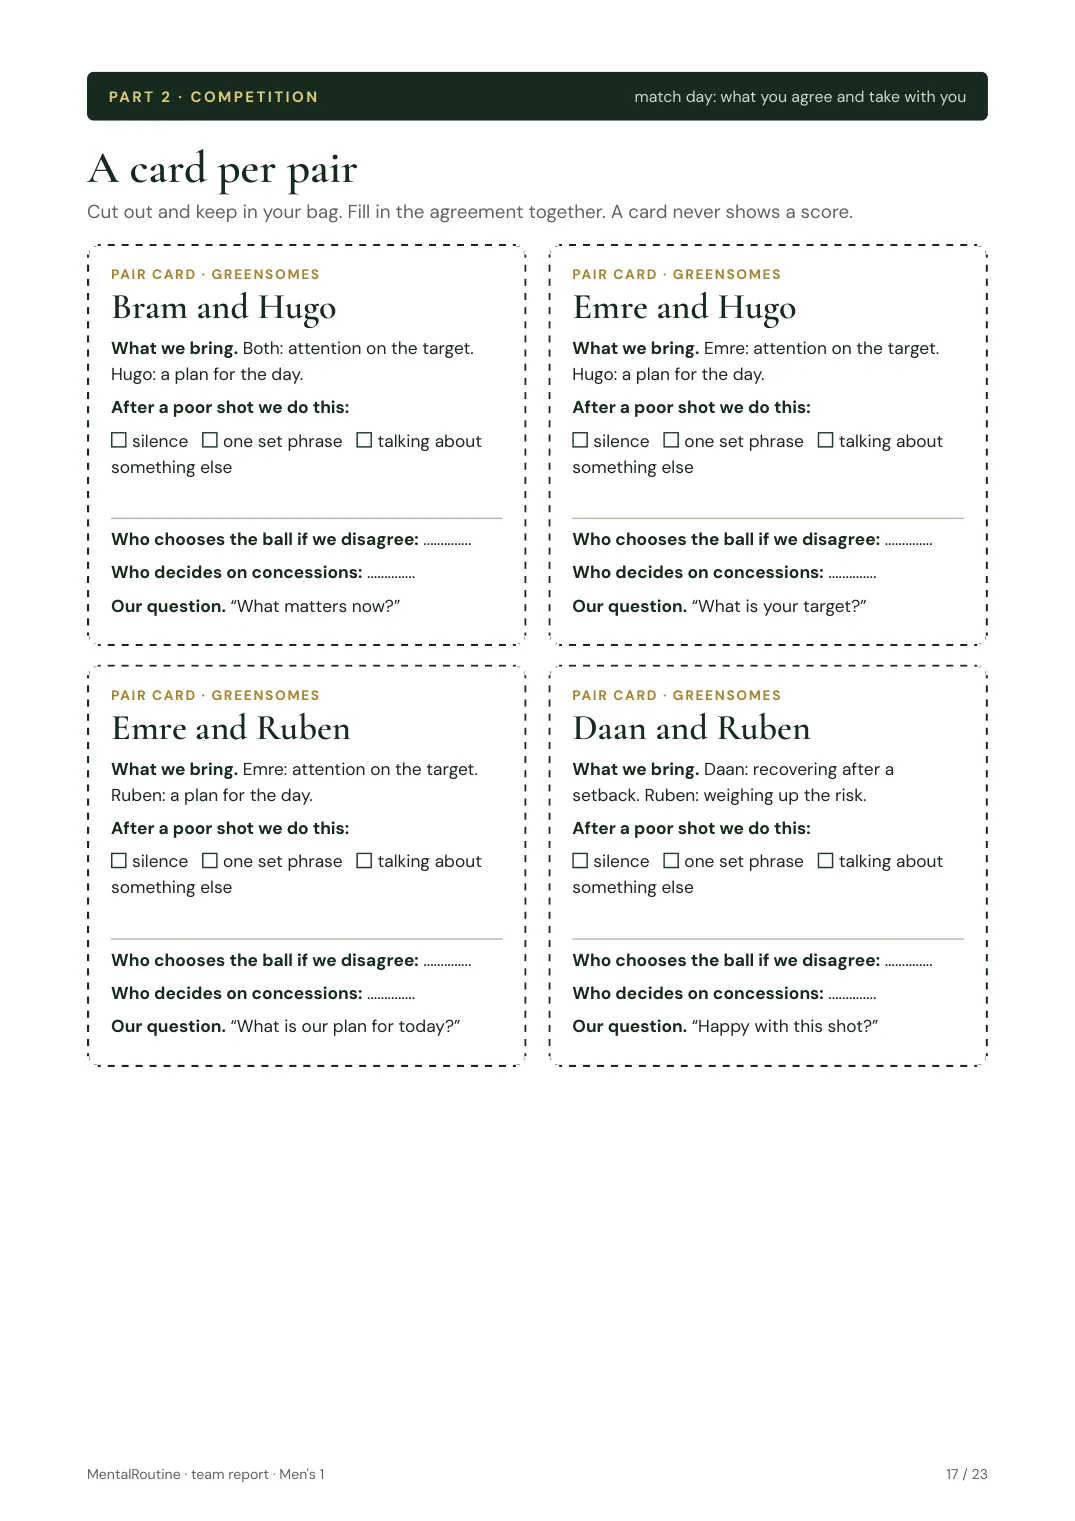 PART 2 · COMPETITION
match day: what you agree and take with you
A card per pair
Cut out and keep in your bag. Fill in the agreement together. A card never shows a score.
PAIR CARD · GREENSOMES
Bram and Hugo
What we bring. Both: attention on the target.
Hugo: a plan for the day.
After a poor shot we do this:
☐ silence ☐ one set phrase ☐ talking about
something else
Who chooses the ball if we disagree: ..............
Who decides on concessions: ..............
Our question. “What matters now?”
PAIR CARD · GREENSOMES
Emre and Hugo
What we bring. Emre: attention on the target.
Hugo: a plan for the day.
After a poor shot we do this:
☐ silence ☐ one set phrase ☐ talking about
something else
Who chooses the ball if we disagree: ..............
Who decides on concessions: ..............
Our question. “What is your target?”
PAIR CARD · GREENSOMES
Emre and Ruben
What we bring. Emre: attention on the target.
Ruben: a plan for the day.
After a poor shot we do this:
☐ silence ☐ one set phrase ☐ talking about
something else
Who chooses the ball if we disagree: ..............
Who decides on concessions: ..............
Our question. “What is our plan for today?”
PAIR CARD · GREENSOMES
Daan and Ruben
What we bring. Daan: recovering after a
setback. Ruben: weighing up the risk.
After a poor shot we do this:
☐ silence ☐ one set phrase ☐ talking about
something else
Who chooses the ball if we disagree: ..............
Who decides on concessions: ..............
Our question. “Happy with this shot?”
MentalRoutine · team report · Men's 1
17 / 23